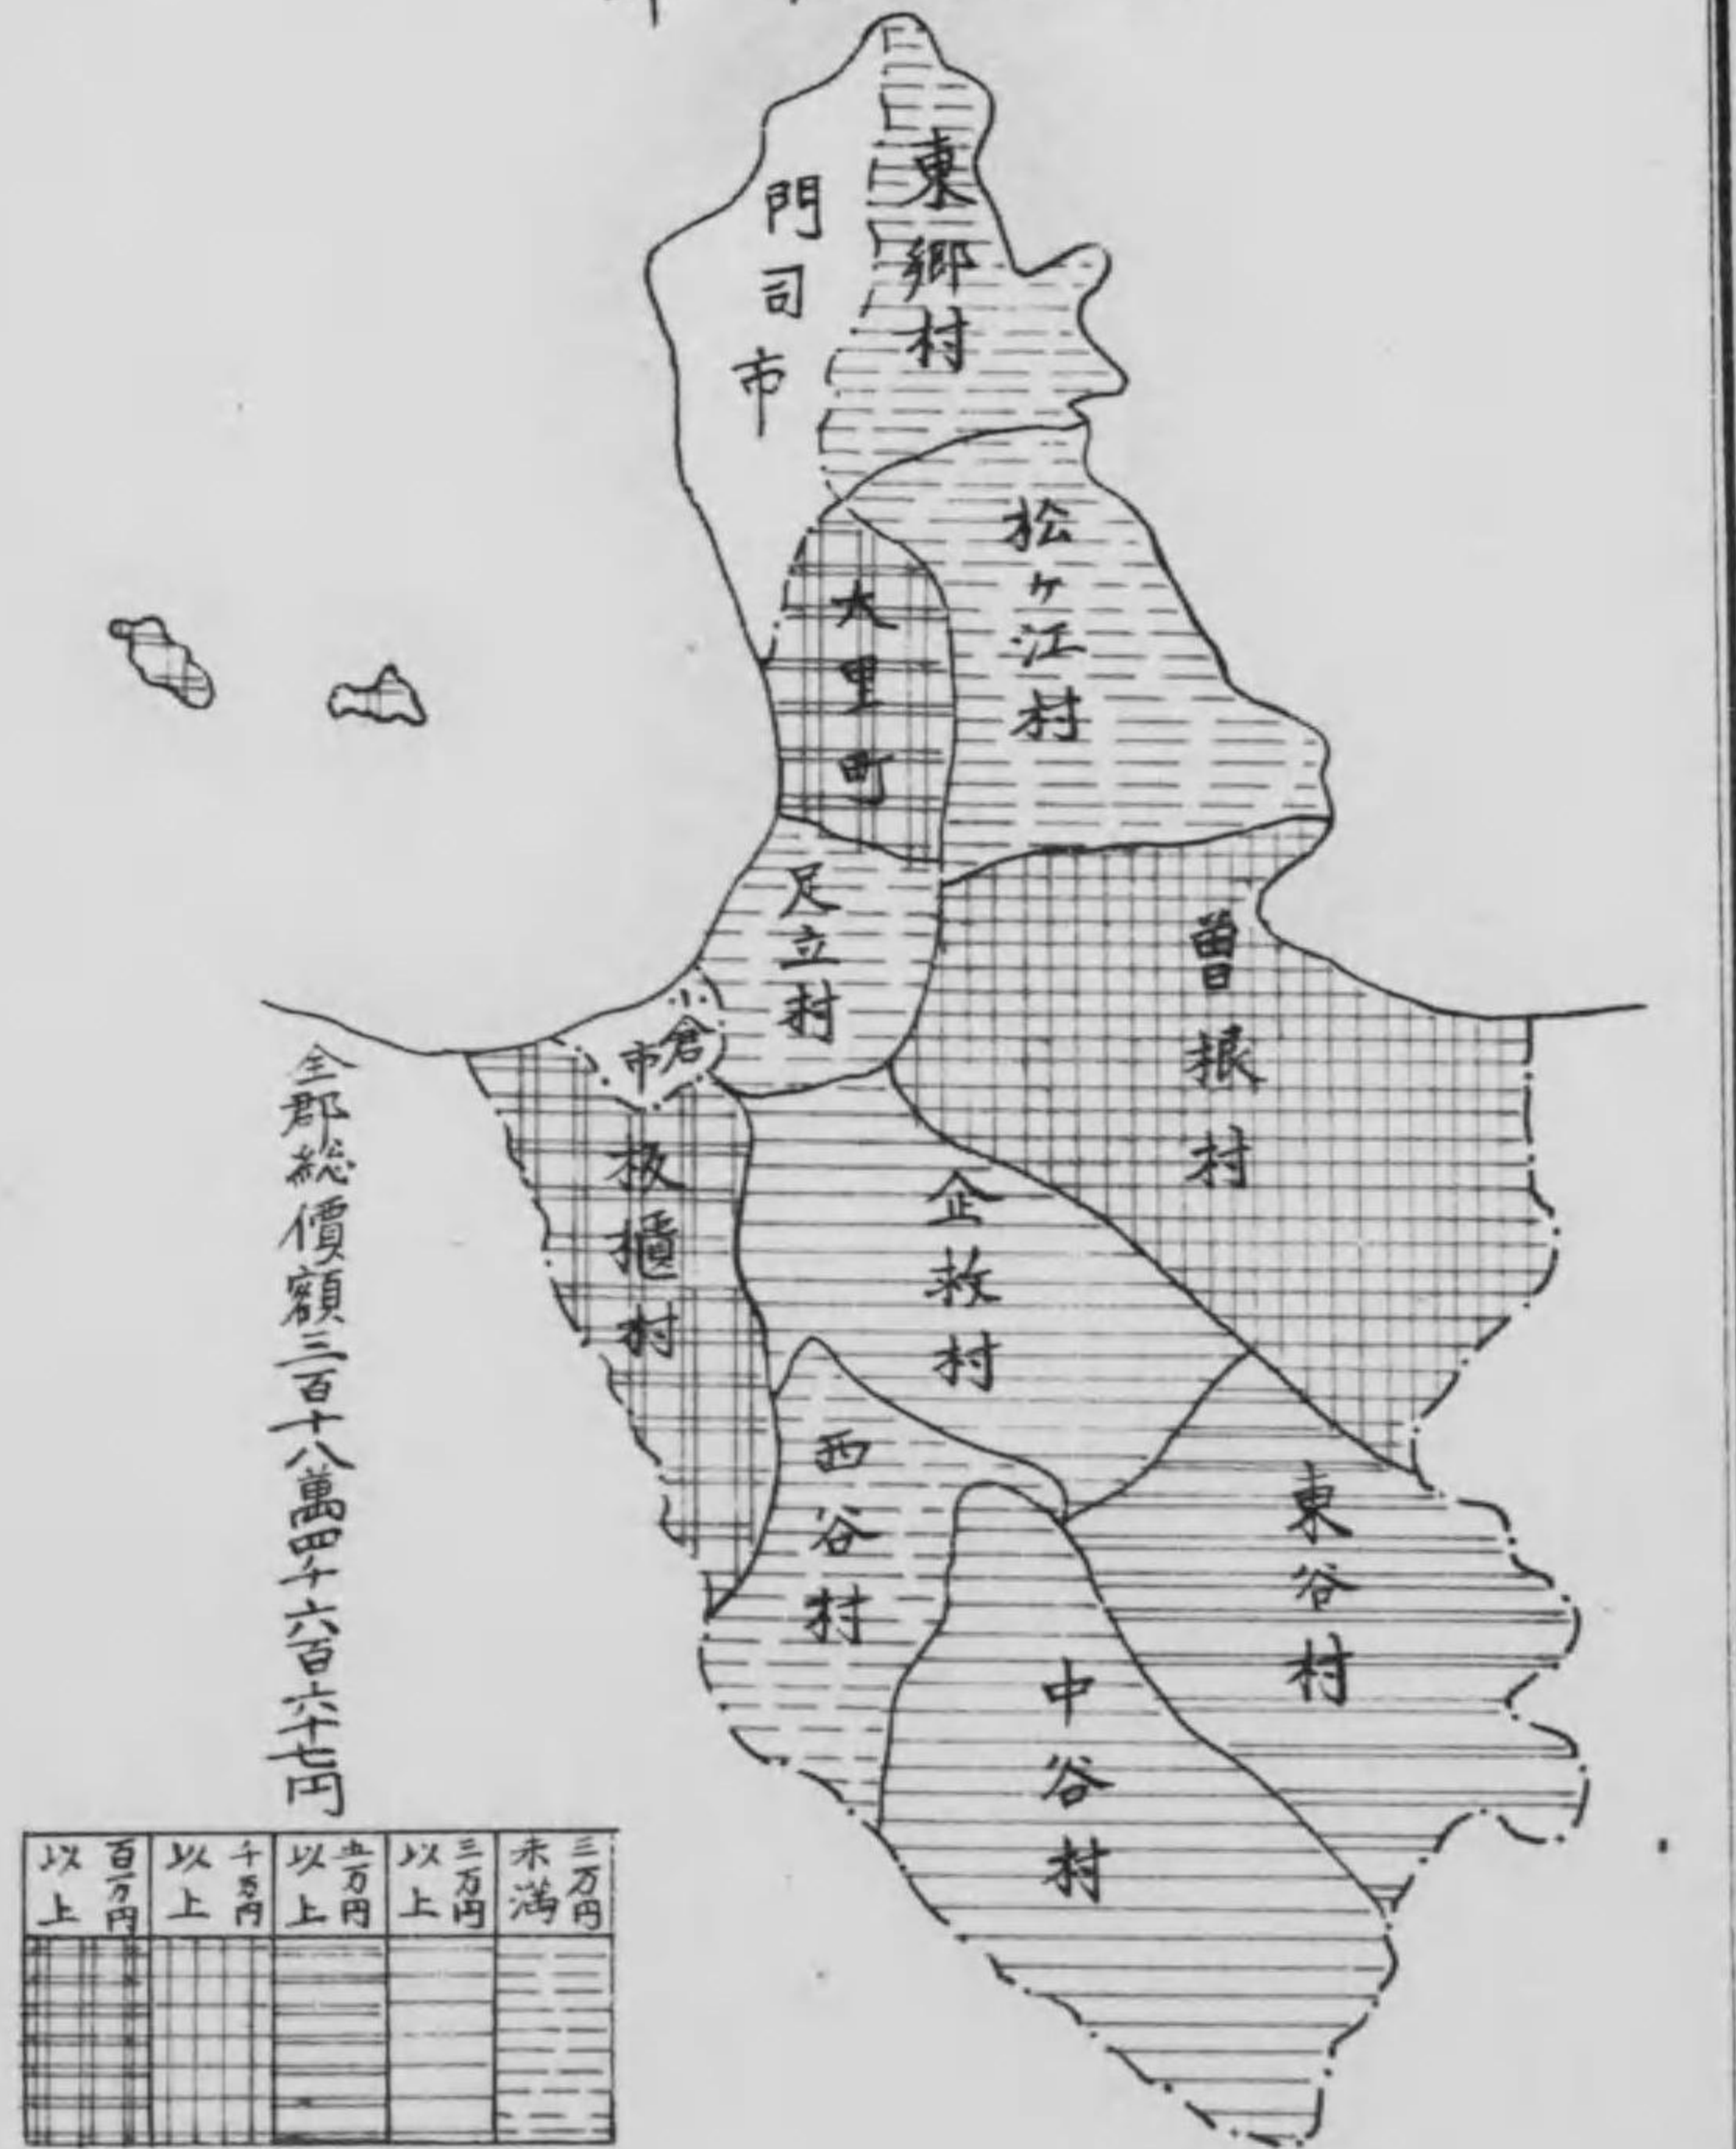 東郷村
門司市
松ヶ江村
大里町
足立村
曽根村
小倉市
板櫃村
企救村
西谷村
東谷村
中谷村
全郡総價額三百十八萬四千六百六十七円
百万円以上
千万円以上
五万円以上
三万円以上
三万円未満